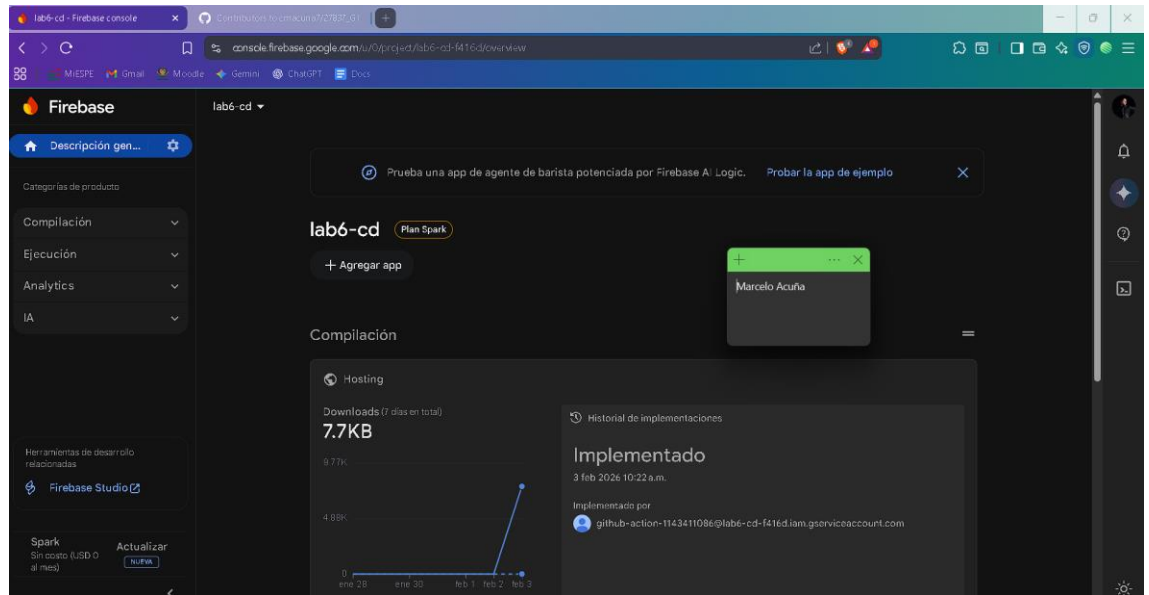 lab6-cd - Firebase console
Contributors to cmacuna7/27837_G1
console.firebase.google.com/u/0/project/lab6-cd-f416d/overview
MiESPE Gmail Moodle Gemini ChatGPT Docs
Firebase
lab6-cd
Descripción gen...
Prueba una app de agente de barista potenciada por Firebase AI Logic. Probar la app de ejemplo
Categorías de producto
Compilación
Ejecución
Analytics
IA
lab6-cd Plan Spark
+ Agregar app
Marcelo Acuña
Compilación
Hosting
Downloads (7 días en total)
7.7KB
9.77K
4.88K
0
ene 28 ene 30 feb 1 feb 2 feb 3
Historial de implementaciones
Implementado
3 feb 2026 10:22 a.m.
Implementado por
github-action-1143411086@lab6-cd-f416d.iam.gserviceaccount.com
Herramientas de desarrollo
relacionadas
Firebase Studio
Spark
Sin costo (USD 0
al mes)
Actualizar
NUEVA